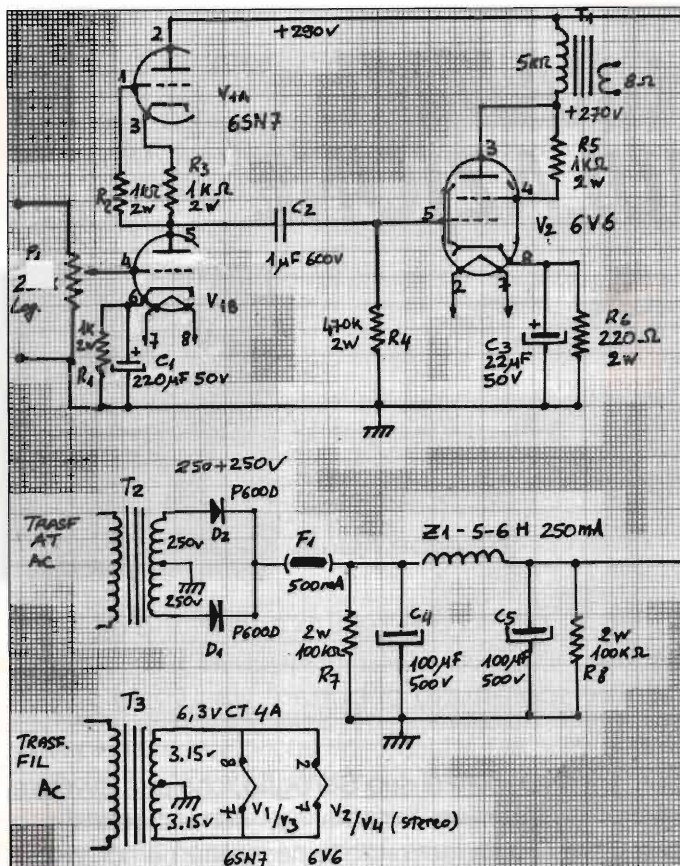 2
+290V
T1
5KΩ
8Ω
1
V1A
6SN7
3
+270V
R5
1KΩ
2W
R2
1KΩ
2W
R3
1KΩ
2W
C2
3
4
5
5
V2 6V6
P1
Log.
4
1µF 600V
8
6
V1B
2
7
1K
2W
7
8
470K
2W
R4
C3
22µF
50V
R6
220Ω
2W
R1
C1
220µF 50V
250+250V
T2
P600D
D2
TRASF
AT
AC
250V
250V
F1
500mA
Z1-5-6 H 250mA
P600D
D1
2W
100KΩ
R7
C4
100µF
500V
C5
100µF
500V
2W
100KΩ
R8
T3
6,3V CT 4A
TRASF.
FIL
AC
3.15V
3.15V
8
2
V1/V3
V2/V4 (stereo)
6SN7
6V6